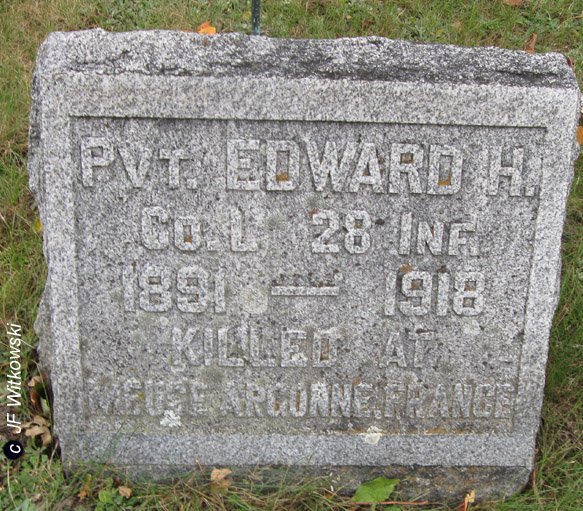 PVT. EDWARD H.
CO. L 28 INF.
1891 — 1918
KILLED AT
MEUSE ARGONNE, FRANCE
c JF Witkowski